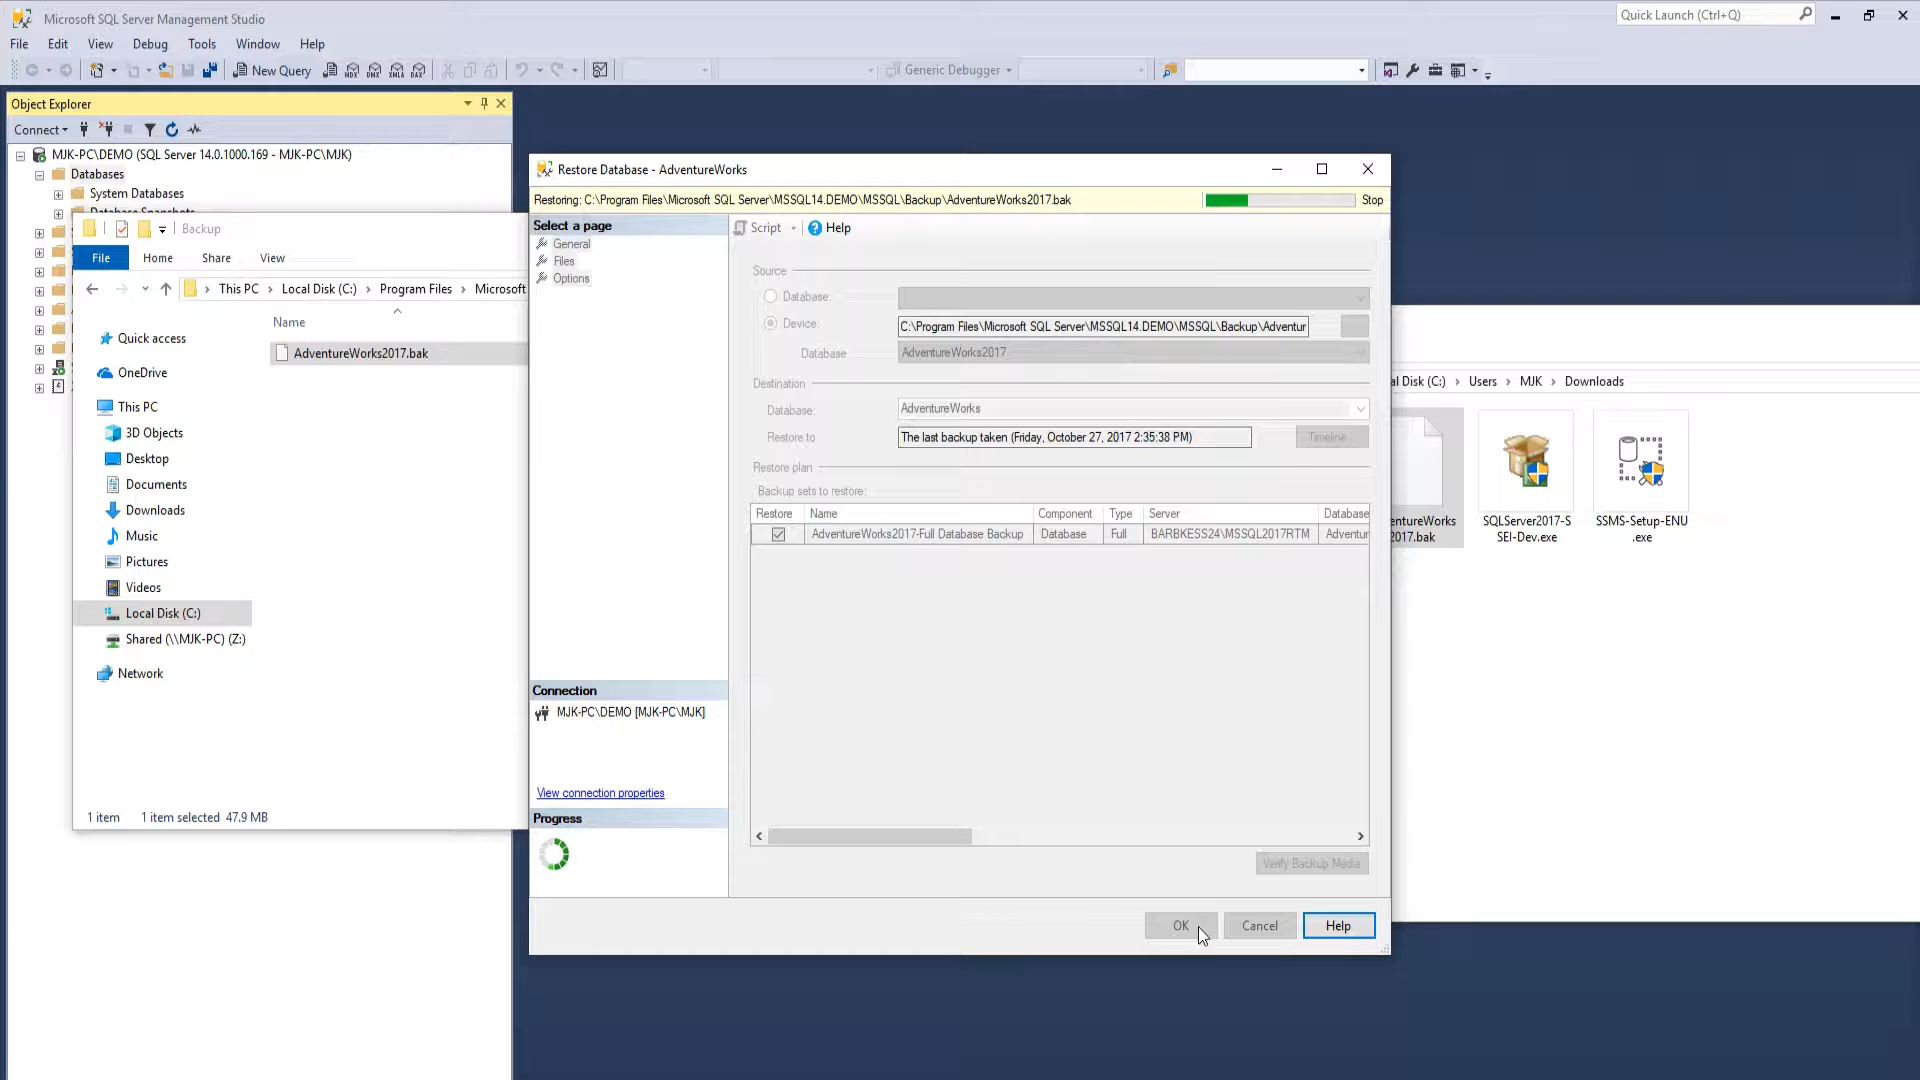 Microsoft SQL Server Management Studio
Quick Launch (Ctrl+Q)
File Edit View Debug Tools Window Help
New Query
MDX DMX XMLA DAX
Generic Debugger
Object Explorer
Connect
MJK-PC\DEMO (SQL Server 14.0.1000.169 - MJK-PC\MJK)
Databases
System Databases
Database Snapshots
Backup
File Home Share View
This PC > Local Disk (C:) > Program Files > Microsoft
Name
AdventureWorks2017.bak
Quick access
OneDrive
This PC
3D Objects
Desktop
Documents
Downloads
Music
Pictures
Videos
Local Disk (C:)
Shared (\\MJK-PC) (Z:)
Network
1 item 1 item selected 47.9 MB
Restore Database - AdventureWorks
Restoring: C:\Program Files\Microsoft SQL Server\MSSQL14.DEMO\MSSQL\Backup\AdventureWorks2017.bak
Stop
Select a page
General
Files
Options
Script Help
Source
Database:
Device: C:\Program Files\Microsoft SQL Server\MSSQL14.DEMO\MSSQL\Backup\Adventur
Database AdventureWorks2017
Destination
Database: AdventureWorks
Restore to The last backup taken (Friday, October 27, 2017 2:35:38 PM)
Timeline...
Restore plan
Backup sets to restore:
Restore Name Component Type Server Database
AdventureWorks2017-Full Database Backup Database Full BARBKESS24\MSSQL2017RTM Adventur
Connection
MJK-PC\DEMO [MJK-PC\MJK]
View connection properties
Progress
Verify Backup Media
OK Cancel Help
al Disk (C:) > Users > MJK > Downloads
entureWorks
2017.bak
SQLServer2017-S
SEI-Dev.exe
SSMS-Setup-ENU
.exe